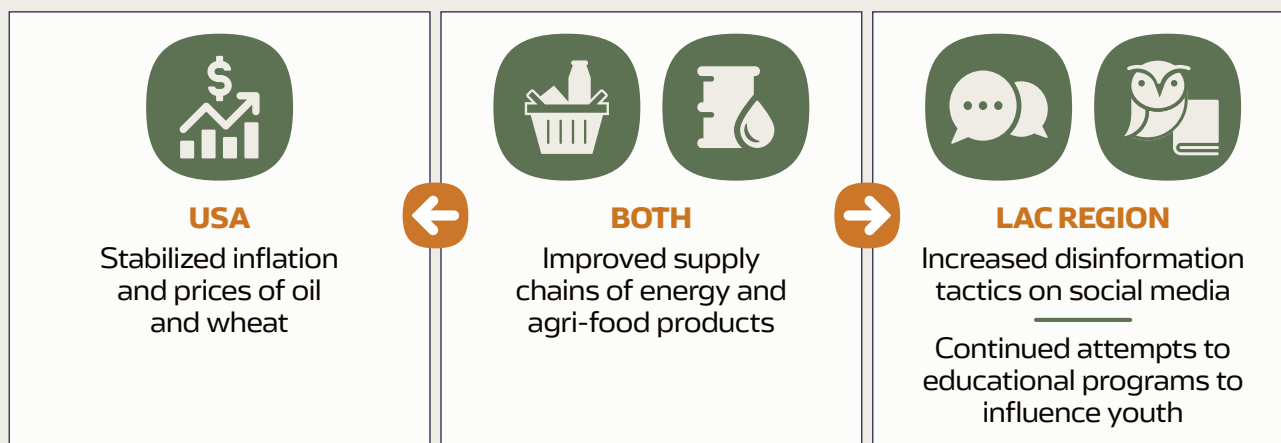 USA
Stabilized inflation
and prices of oil
and wheat
BOTH
Improved supply
chains of energy and
agri-food products
LAC REGION
Increased disinformation
tactics on social media
Continued attempts to
educational programs to
influence youth